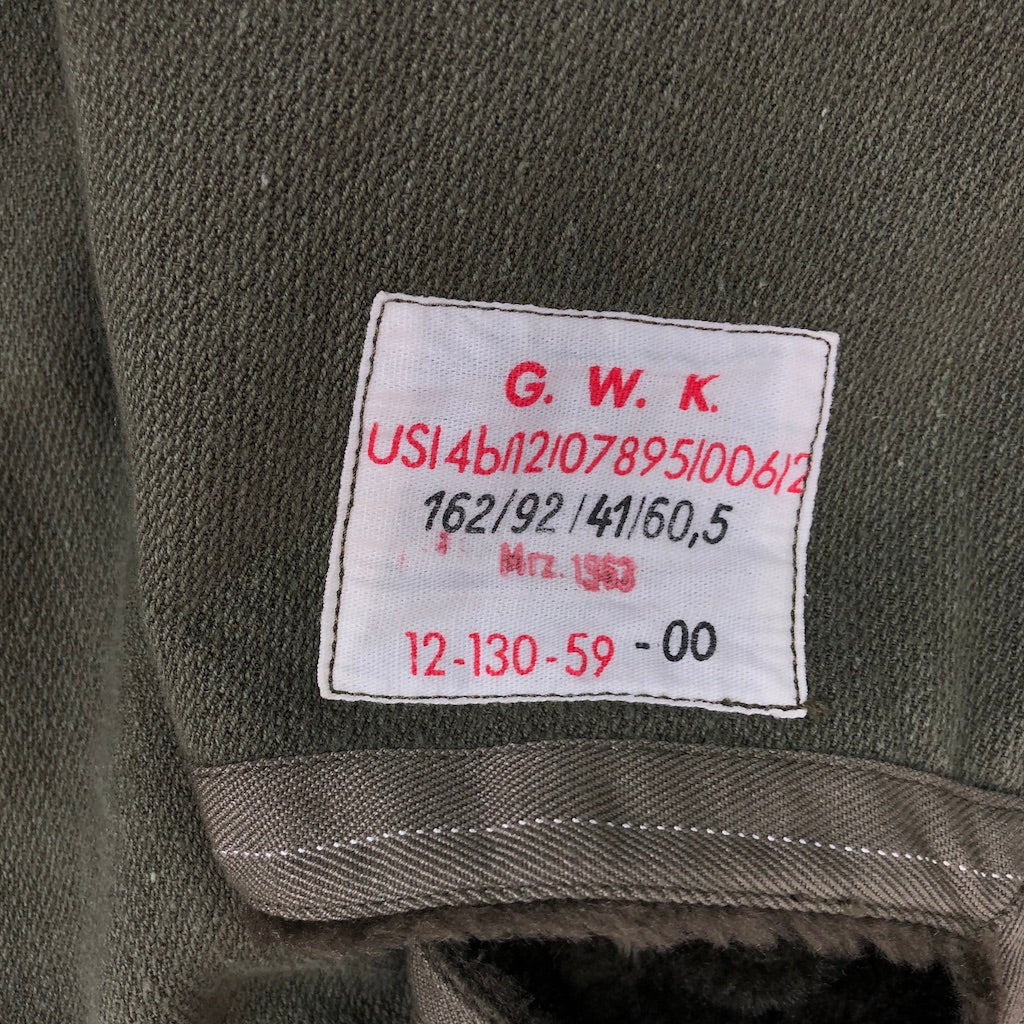 G. W. K.
USI4b/12/07895/006/2
162/92/41/60,5
Mrz. 1963
12-130-59 -00